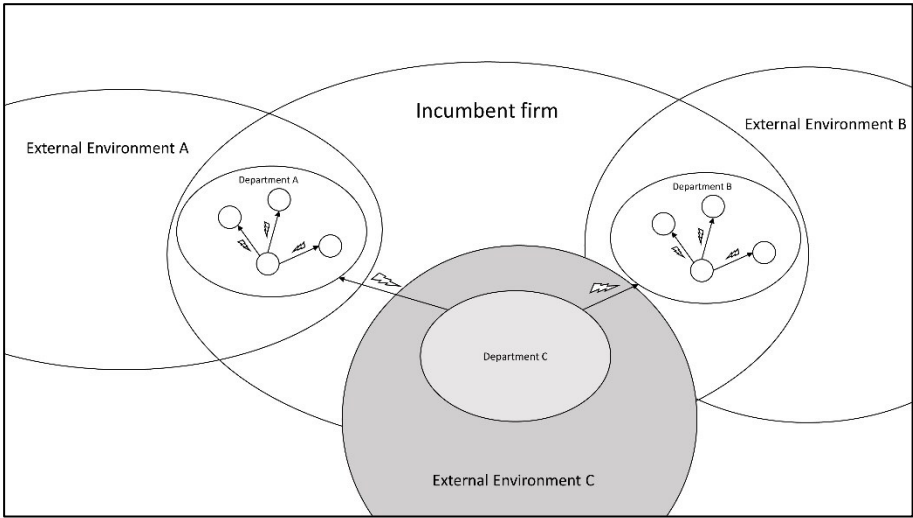 Incumbent firm
External Environment A
External Environment B
Department A
Department B
Department C
External Environment C